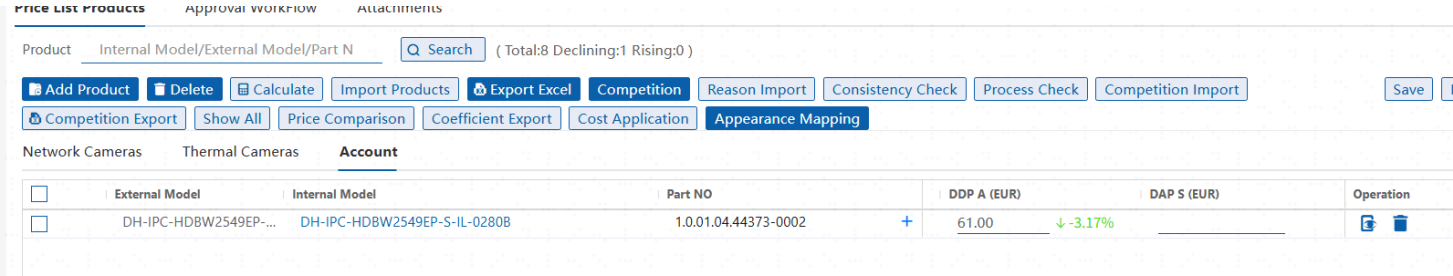 Price List Products Approval WorkFlow Attachments
Product Internal Model/External Model/Part N Search ( Total:8 Declining:1 Rising:0 )
Add Product Delete Calculate Import Products Export Excel Competition Reason Import Consistency Check Process Check Competition Import Save
Competition Export Show All Price Comparison Coefficient Export Cost Application Appearance Mapping
Network Cameras Thermal Cameras Account
External Model Internal Model Part NO DDP A (EUR) DAP S (EUR) Operation
DH-IPC-HDBW2549EP-... DH-IPC-HDBW2549EP-S-IL-0280B 1.0.01.04.44373-0002 + 61.00 ↓ -3.17%